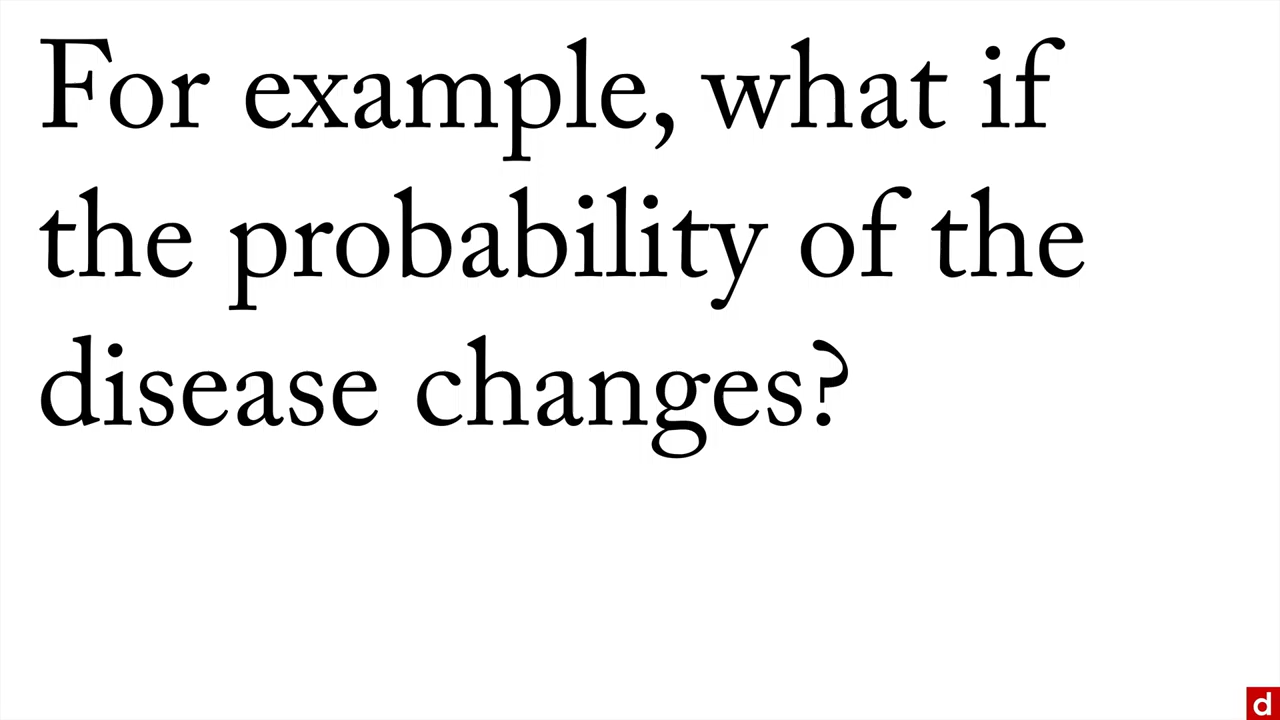 For example, what if
the probability of the
disease changes?
d